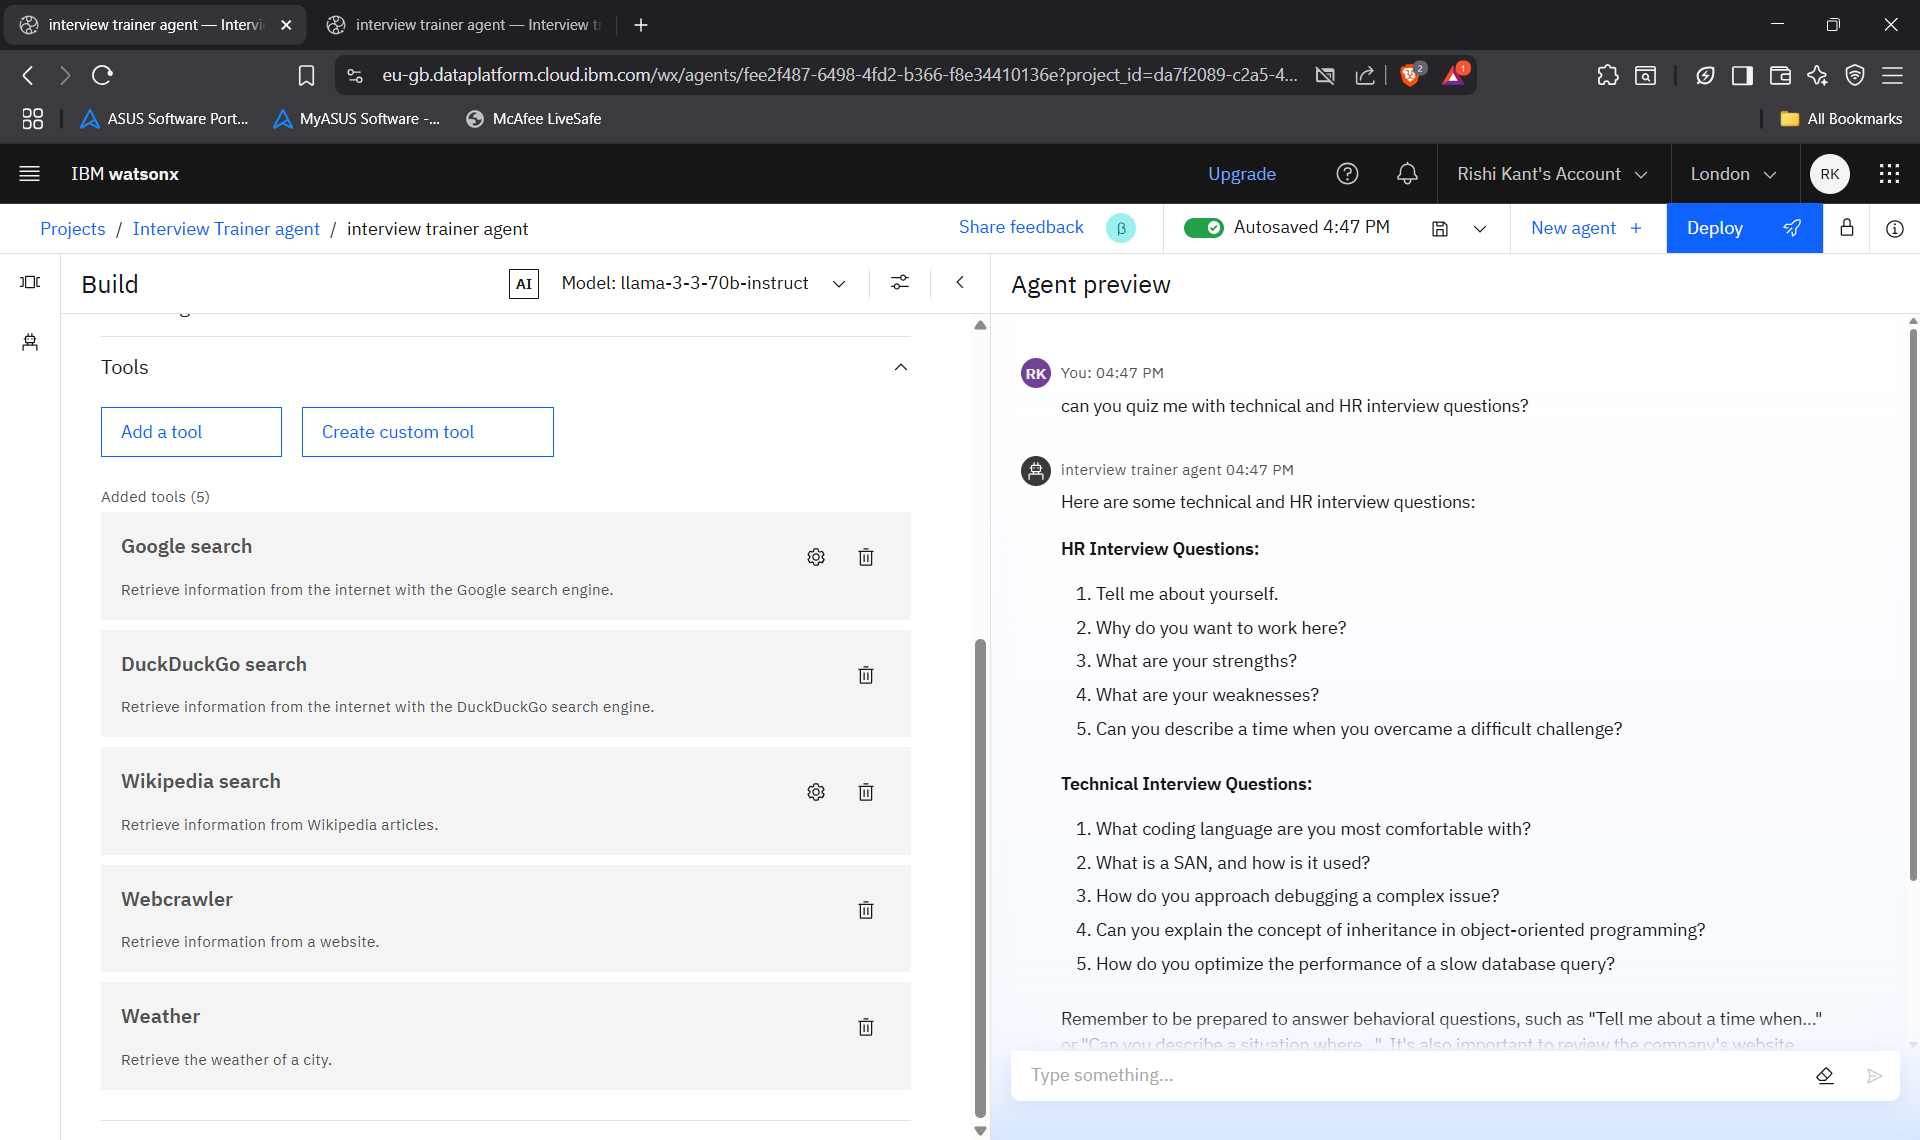 interview trainer agent — Intervi
interview trainer agent — Interview t
eu-gb.dataplatform.cloud.ibm.com/wx/agents/fee2f487-6498-4fd2-b366-f8e34410136e?project_id=da7f2089-c2a5-4...
2
1
ASUS Software Port...
MyASUS Software -...
McAfee LiveSafe
All Bookmarks
IBM watsonx
Upgrade
Rishi Kant's Account
London
RK
Projects / Interview Trainer agent / interview trainer agent
Share feedback
β
Autosaved 4:47 PM
New agent +
Deploy
Build
AI
Model: llama-3-3-70b-instruct
Tools
Add a tool
Create custom tool
Added tools (5)
Google search
Retrieve information from the internet with the Google search engine.
DuckDuckGo search
Retrieve information from the internet with the DuckDuckGo search engine.
Wikipedia search
Retrieve information from Wikipedia articles.
Webcrawler
Retrieve information from a website.
Weather
Retrieve the weather of a city.
Agent preview
RK
You: 04:47 PM
can you quiz me with technical and HR interview questions?
interview trainer agent 04:47 PM
Here are some technical and HR interview questions:
HR Interview Questions:
1. Tell me about yourself.
2. Why do you want to work here?
3. What are your strengths?
4. What are your weaknesses?
5. Can you describe a time when you overcame a difficult challenge?
Technical Interview Questions:
1. What coding language are you most comfortable with?
2. What is a SAN, and how is it used?
3. How do you approach debugging a complex issue?
4. Can you explain the concept of inheritance in object-oriented programming?
5. How do you optimize the performance of a slow database query?
Remember to be prepared to answer behavioral questions, such as "Tell me about a time when..."
or "Can you describe a situation where...". It's also important to review the company's website
Type something...